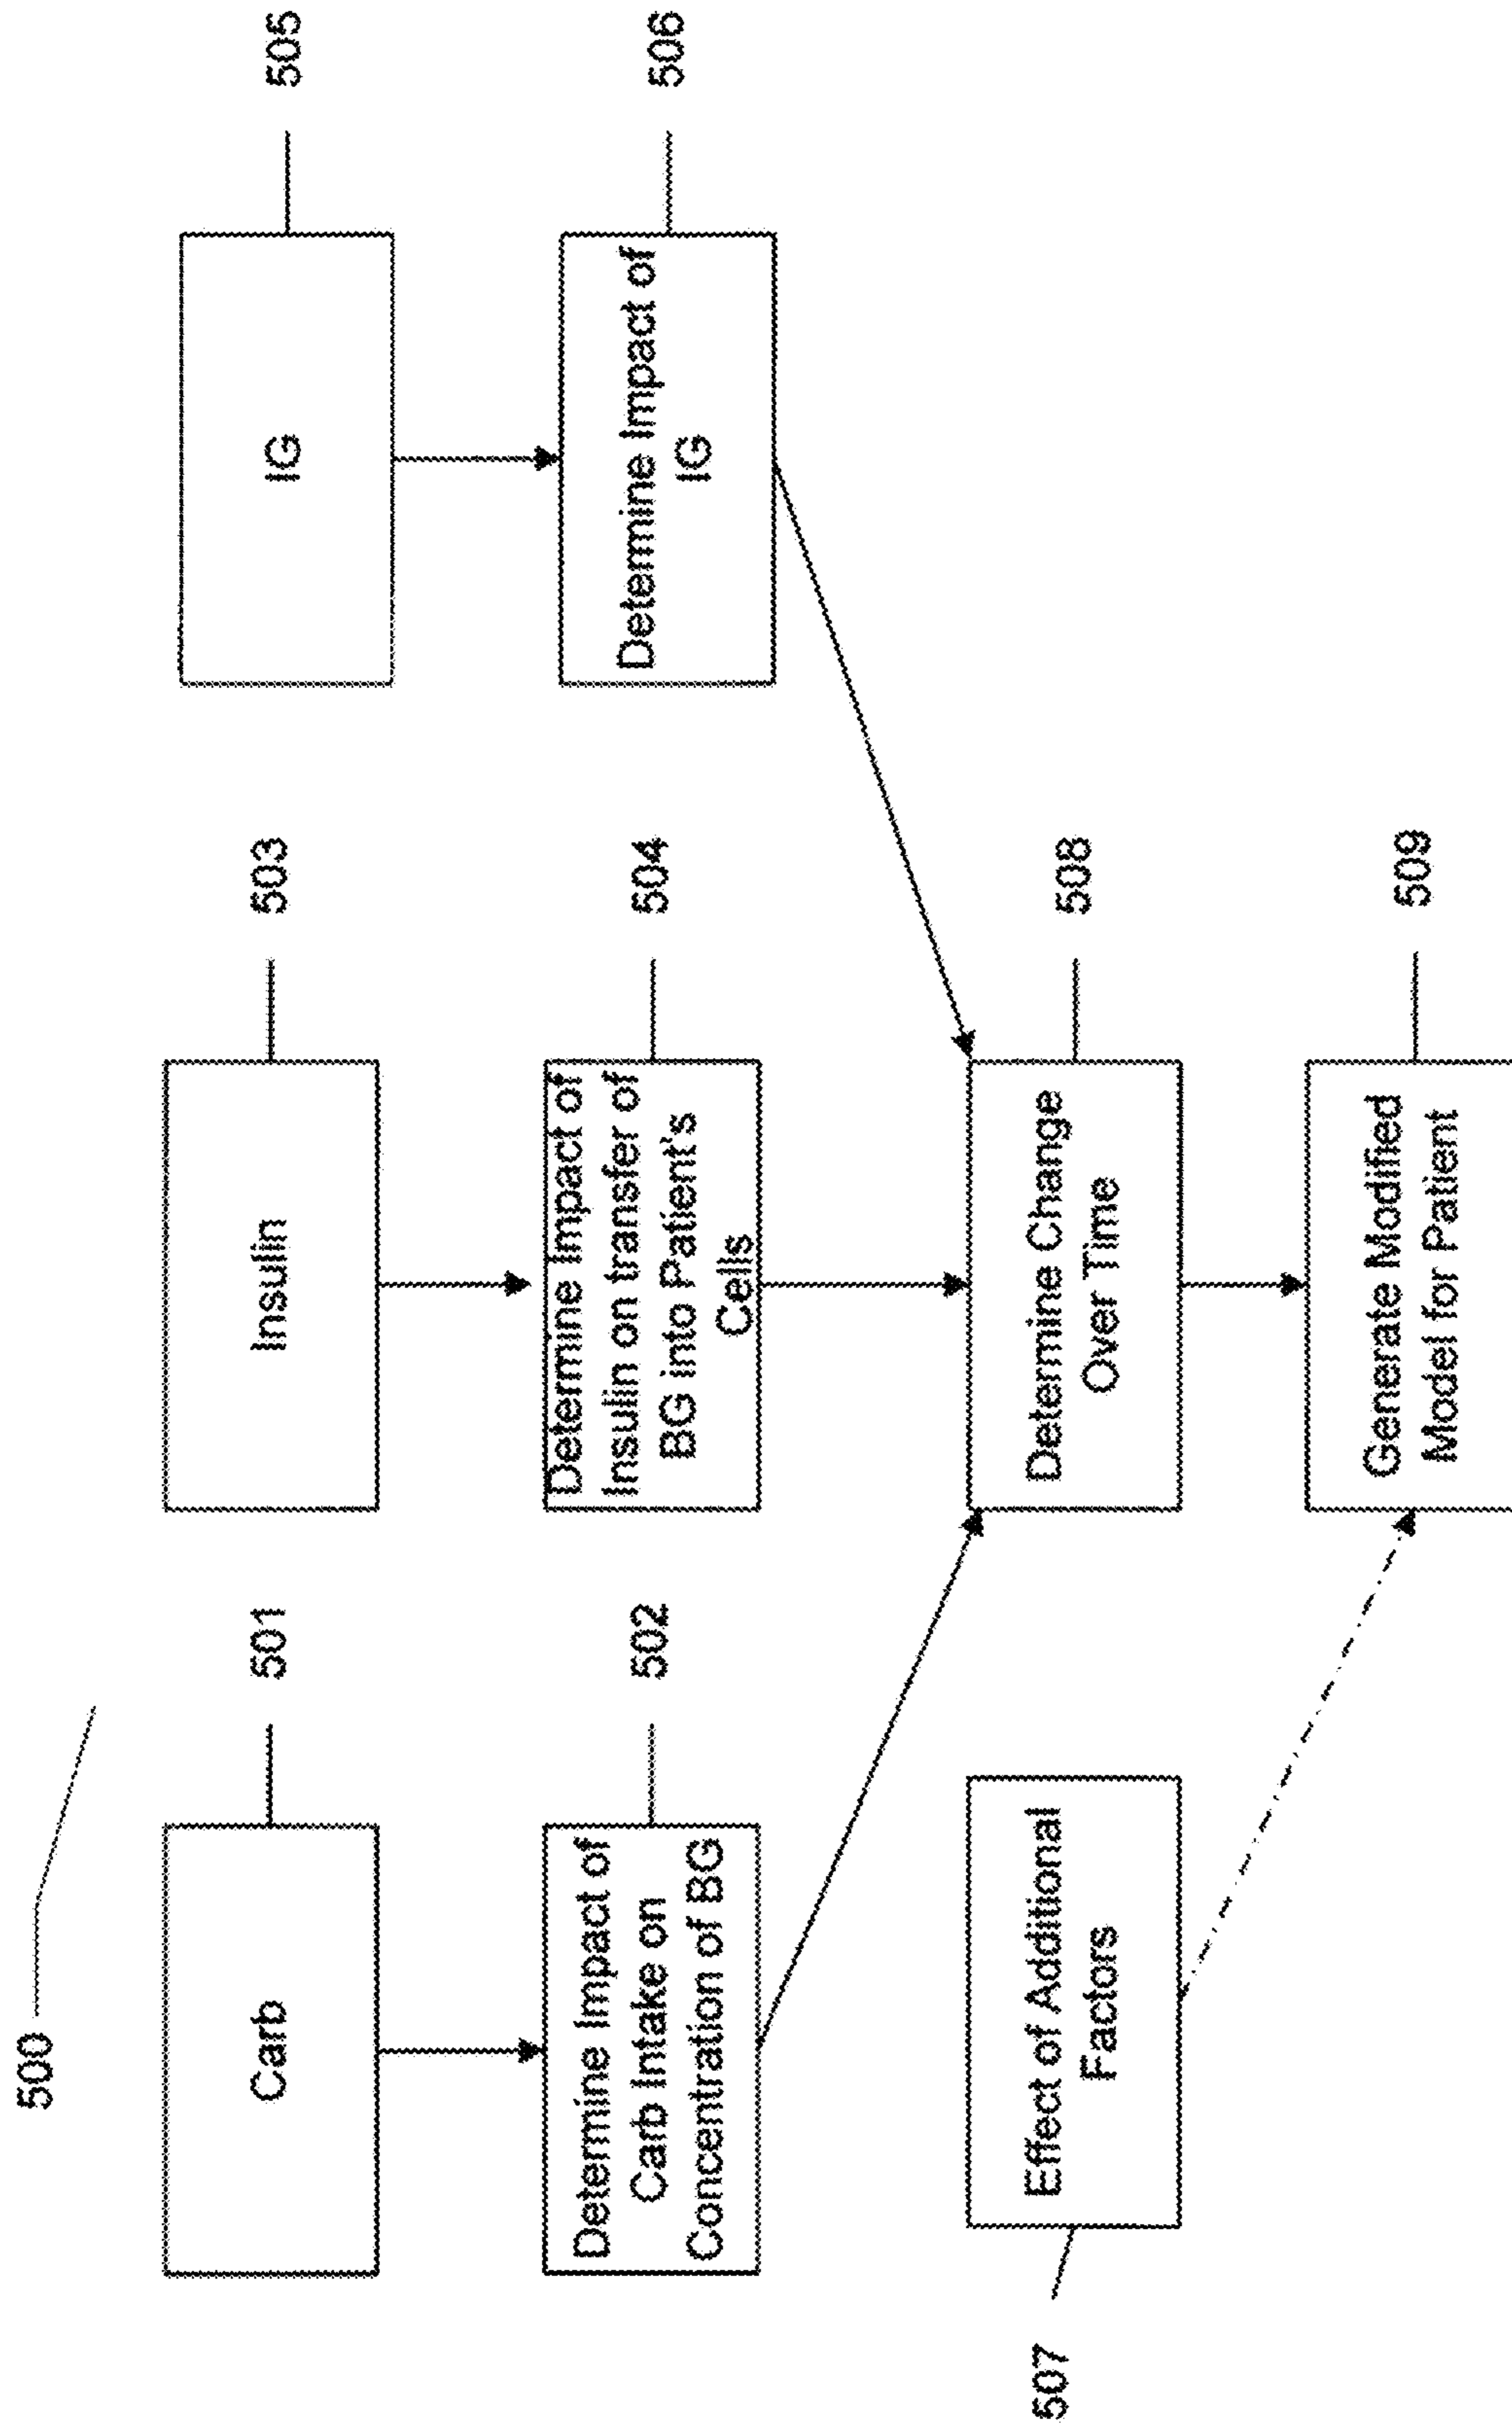 500
Carb
501
Insulin
503
IG
505
Determine Impact of
Carb Intake on
Concentration of BG
502
Determine Impact of
Insulin on transfer of
BG into Patient's
Cells
504
Determine Impact of
IG
506
507
Effect of Additional
Factors
Determine Change
Over Time
508
Generate Modified
Model for Patient
509